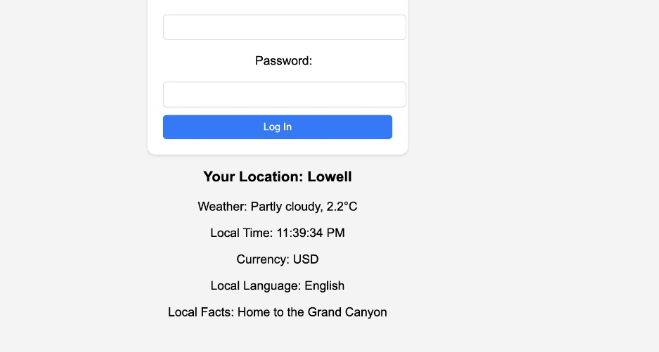 Password:
Log In
Your Location: Lowell
Weather: Partly cloudy, 2.2°C
Local Time: 11:39:34 PM
Currency: USD
Local Language: English
Local Facts: Home to the Grand Canyon